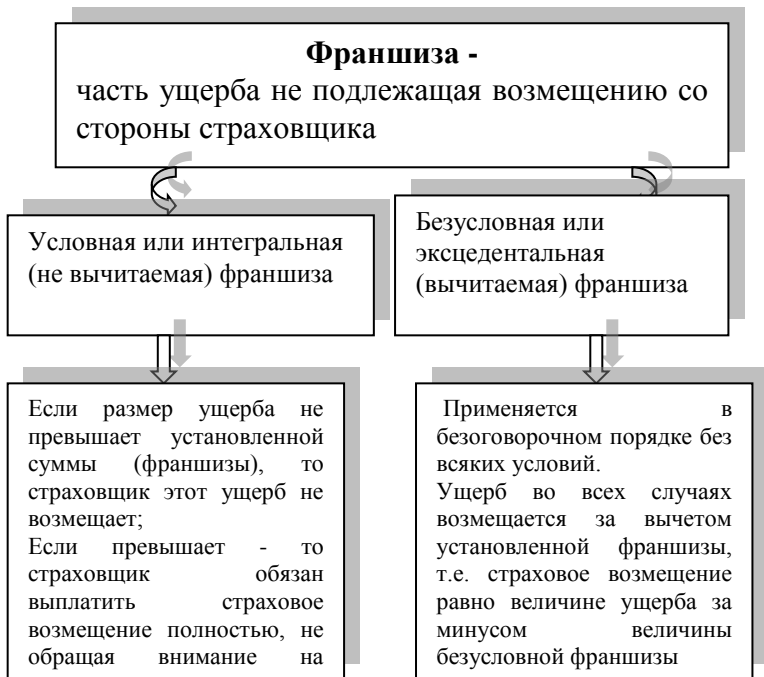 Франшиза -
часть ущерба не подлежащая возмещению со
стороны страховщика
Условная или интегральная
(не вычитаемая) франшиза
Безусловная или
эксцедентальная
(вычитаемая) франшиза
Если размер ущерба не
превышает установленной
суммы (франшизы), то
страховщик этот ущерб не
возмещает;
Если превышает - то
страховщик обязан
выплатить страховое
возмещение полностью, не
обращая внимание на
Применяется в
безоговорочном порядке без
всяких условий.
Ущерб во всех случаях
возмещается за вычетом
установленной франшизы,
т.е. страховое возмещение
равно величине ущерба за
минусом величины
безусловной франшизы